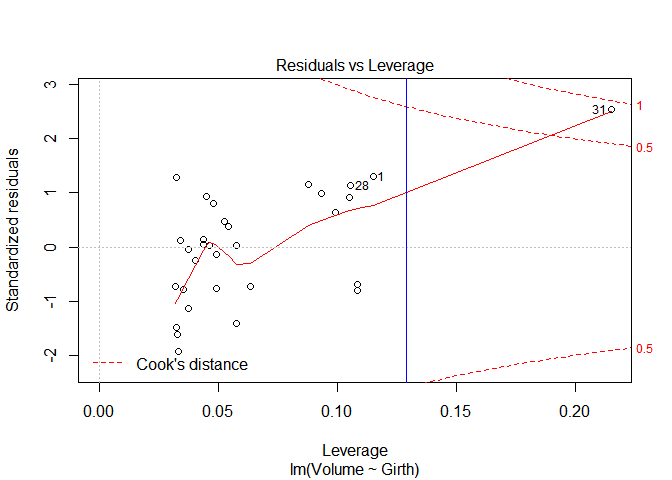 Residuals vs Leverage
Standardized residuals
3
2
1
0
-1
-2
31
1
28
1
0.5
0.5
Cook's distance
0.00 0.05 0.10 0.15 0.20
Leverage
lm(Volume ~ Girth)